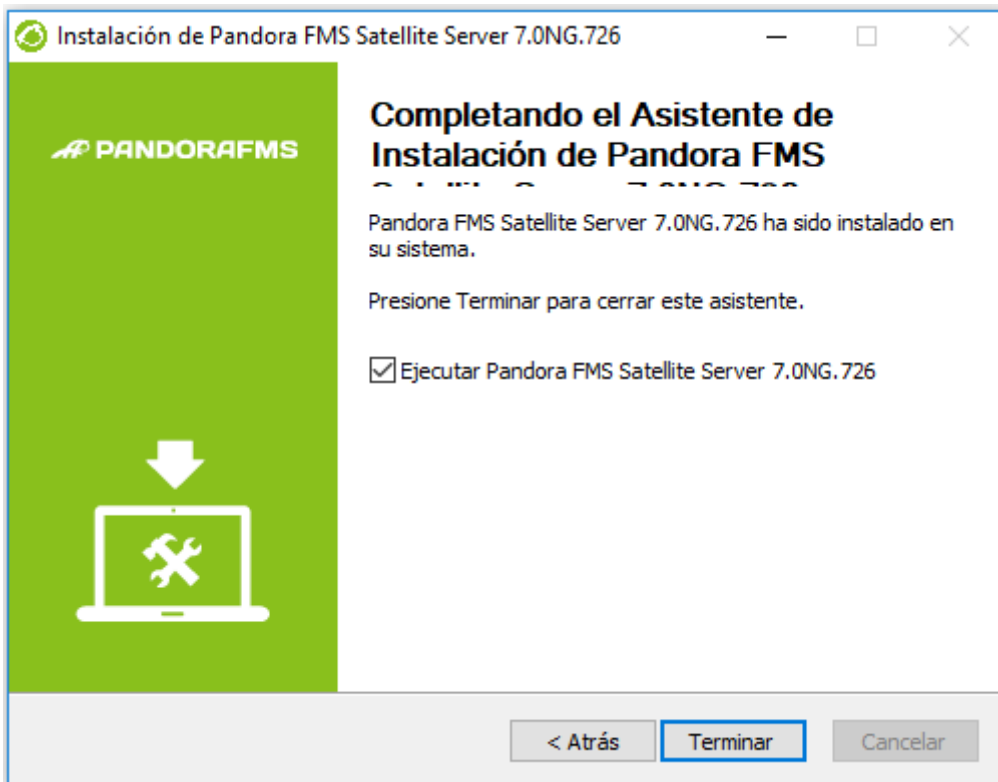 Instalación de Pandora FMS Satellite Server 7.0NG.726
PANDORAFMS
Completando el Asistente de
Instalación de Pandora FMS
Pandora FMS Satellite Server 7.0NG.726 ha sido instalado en
su sistema.
Presione Terminar para cerrar este asistente.
Ejecutar Pandora FMS Satellite Server 7.0NG.726
< Atrás
Terminar
Cancelar